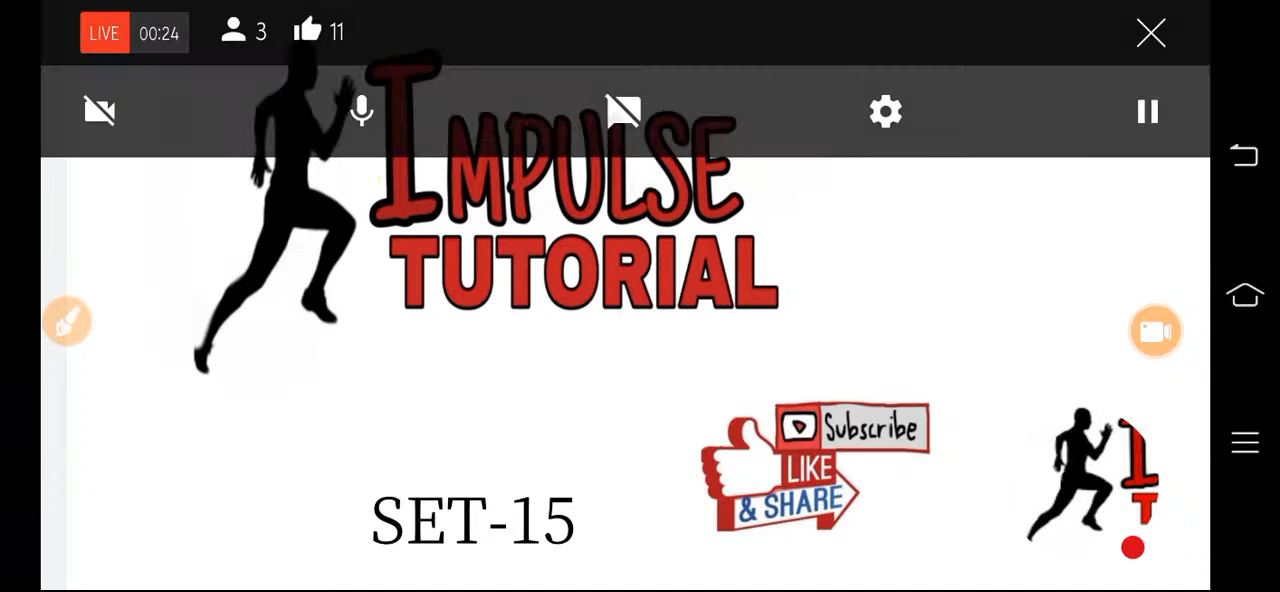 LIVE 00:24 3 11
IMPULSE
TUTORIAL
Subscribe
LIKE
& SHARE
I
T
SET-15